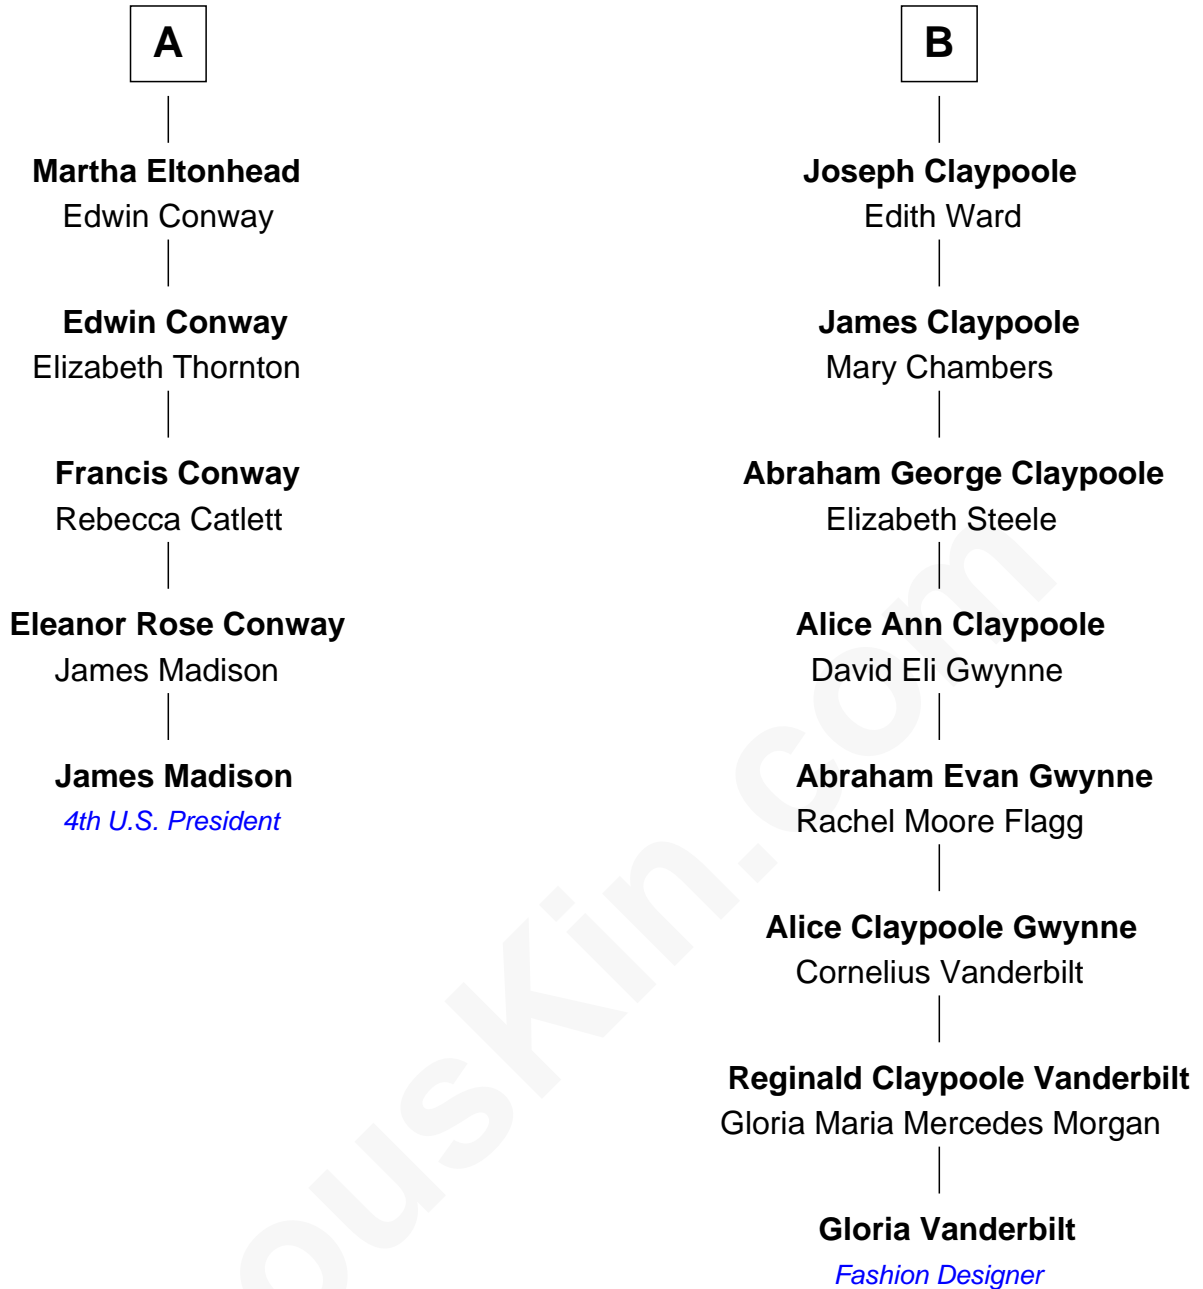 A
Martha Eltonhead
Edwin Conway
Edwin Conway
Elizabeth Thornton
Francis Conway
Rebecca Catlett
Eleanor Rose Conway
James Madison
James Madison
4th U.S. President
B
Joseph Claypoole
Edith Ward
James Claypoole
Mary Chambers
Abraham George Claypoole
Elizabeth Steele
Alice Ann Claypoole
David Eli Gwynne
Abraham Evan Gwynne
Rachel Moore Flagg
Alice Claypoole Gwynne
Cornelius Vanderbilt
Reginald Claypoole Vanderbilt
Gloria Maria Mercedes Morgan
Gloria Vanderbilt
Fashion Designer
ousKin.com